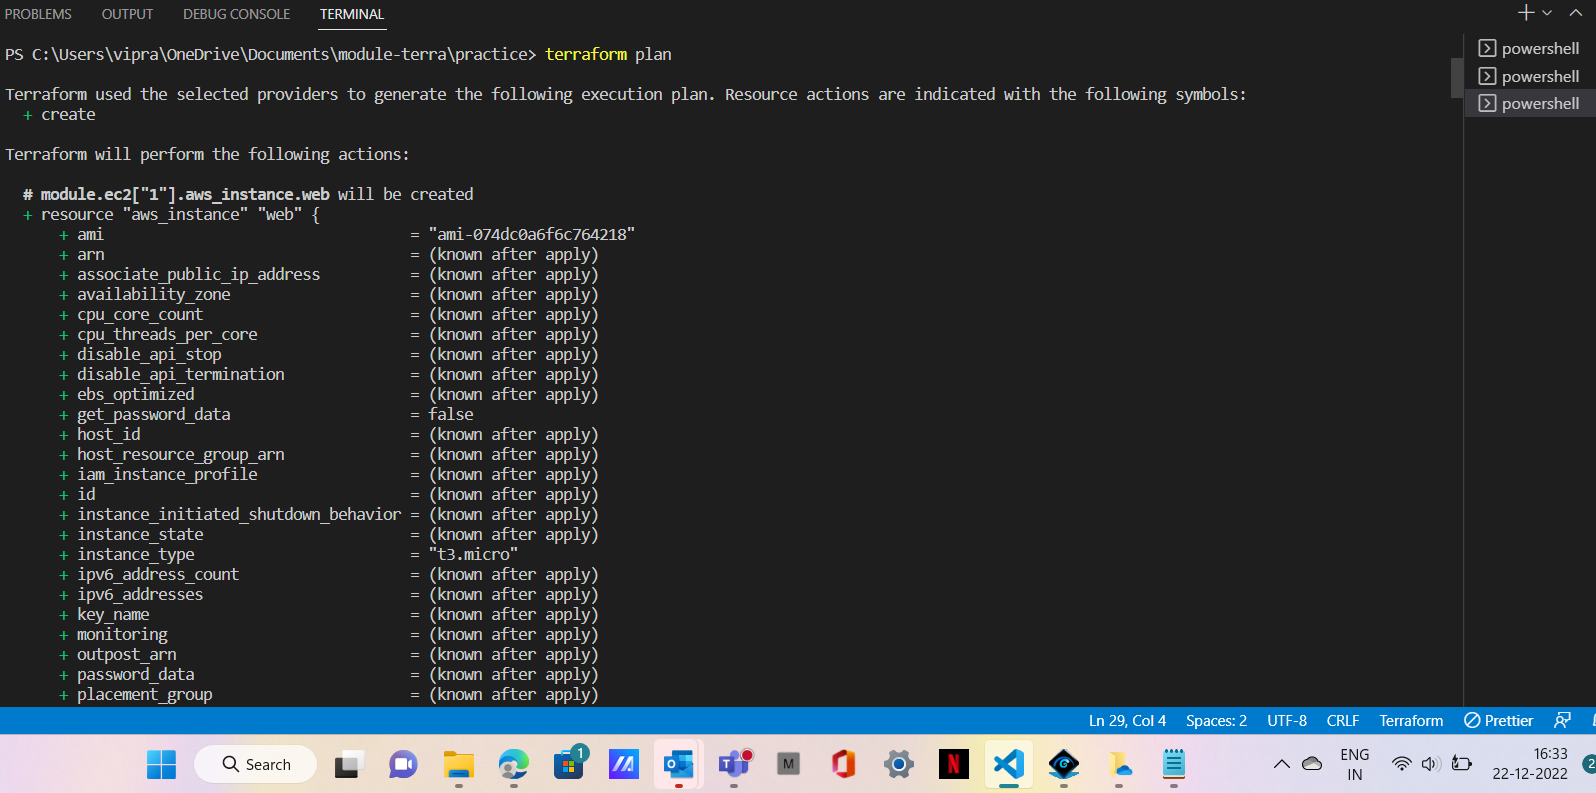 PROBLEMS OUTPUT DEBUG CONSOLE TERMINAL
PS C:\Users\vipra\OneDrive\Documents\module-terra\practice> terraform plan
Terraform used the selected providers to generate the following execution plan. Resource actions are indicated with the following symbols:
+ create
Terraform will perform the following actions:
# module.ec2["1"].aws_instance.web will be created
+ resource "aws_instance" "web" {
+ ami = "ami-074dc0a6f6c764218"
+ arn = (known after apply)
+ associate_public_ip_address = (known after apply)
+ availability_zone = (known after apply)
+ cpu_core_count = (known after apply)
+ cpu_threads_per_core = (known after apply)
+ disable_api_stop = (known after apply)
+ disable_api_termination = (known after apply)
+ ebs_optimized = (known after apply)
+ get_password_data = false
+ host_id = (known after apply)
+ host_resource_group_arn = (known after apply)
+ iam_instance_profile = (known after apply)
+ id = (known after apply)
+ instance_initiated_shutdown_behavior = (known after apply)
+ instance_state = (known after apply)
+ instance_type = "t3.micro"
+ ipv6_address_count = (known after apply)
+ ipv6_addresses = (known after apply)
+ key_name = (known after apply)
+ monitoring = (known after apply)
+ outpost_arn = (known after apply)
+ password_data = (known after apply)
+ placement_group = (known after apply)
powershell
powershell
powershell
Ln 29, Col 4 Spaces: 2 UTF-8 CRLF Terraform Prettier
Search
1
M
N
ENG
IN
16:33
22-12-2022
2